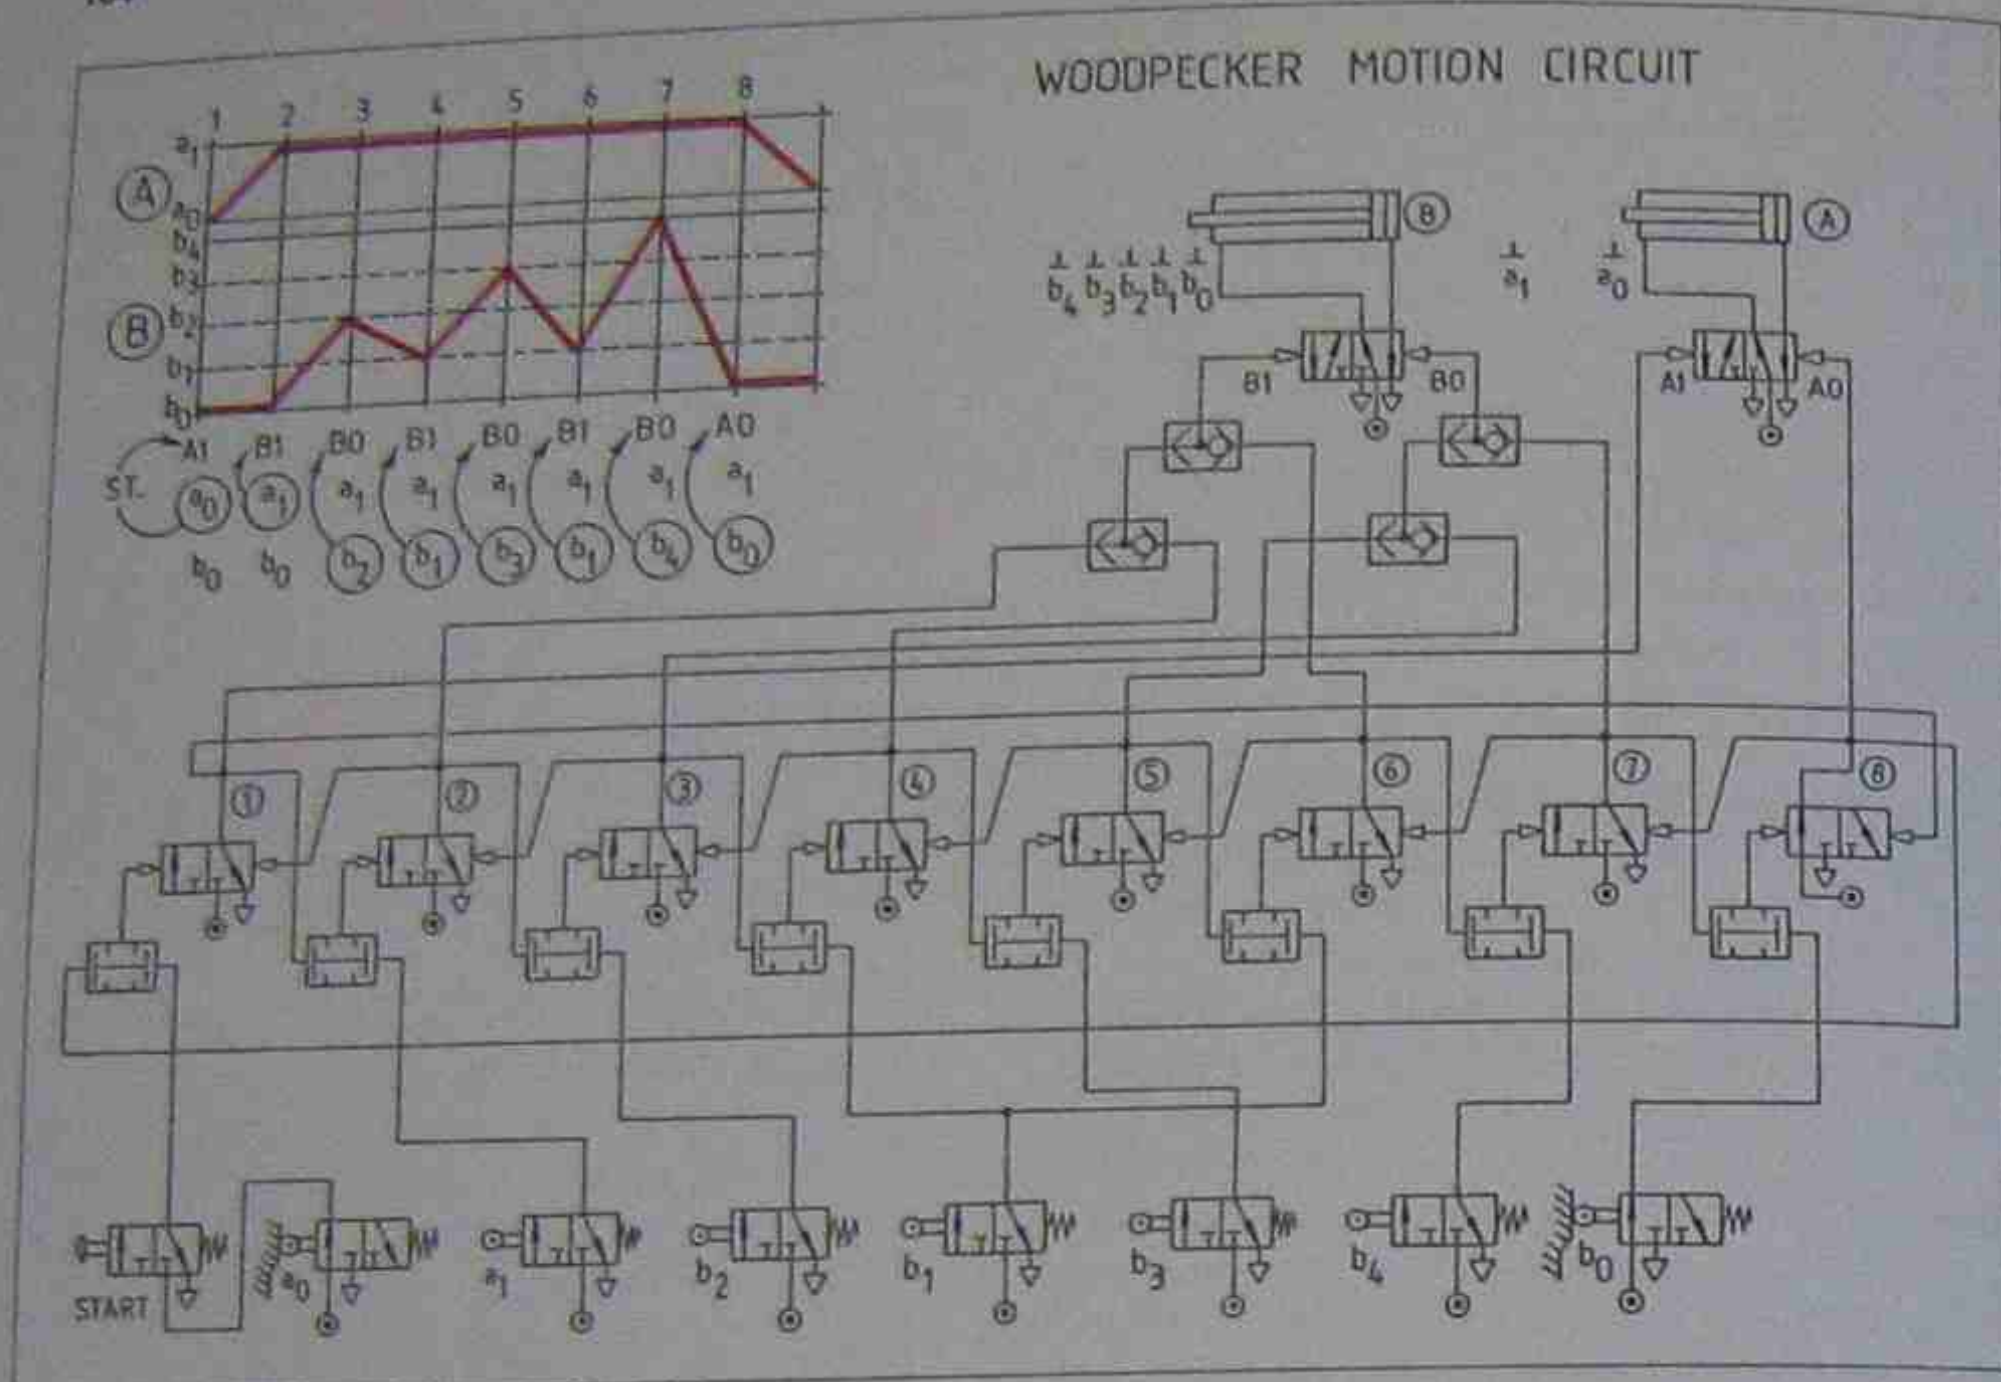 WOODPECKER MOTION CIRCUIT
1 2 3 4 5 6 7 8
a1
A
a0
b4
b3
b2
B
b1
b0
A1 B1 B0 B1 B0 B1 B0 A0
ST. a0 a1 a1 a1 a1 a1 a1 a1
b0 b0 b2 b1 b3 b1 b4 b0
B A
b4 b3 b2 b1 b0 a1 a0
B1 B0 A1 A0
1 2 3 4 5 6 7 8
START a0 a1 b2 b1 b3 b4 b0